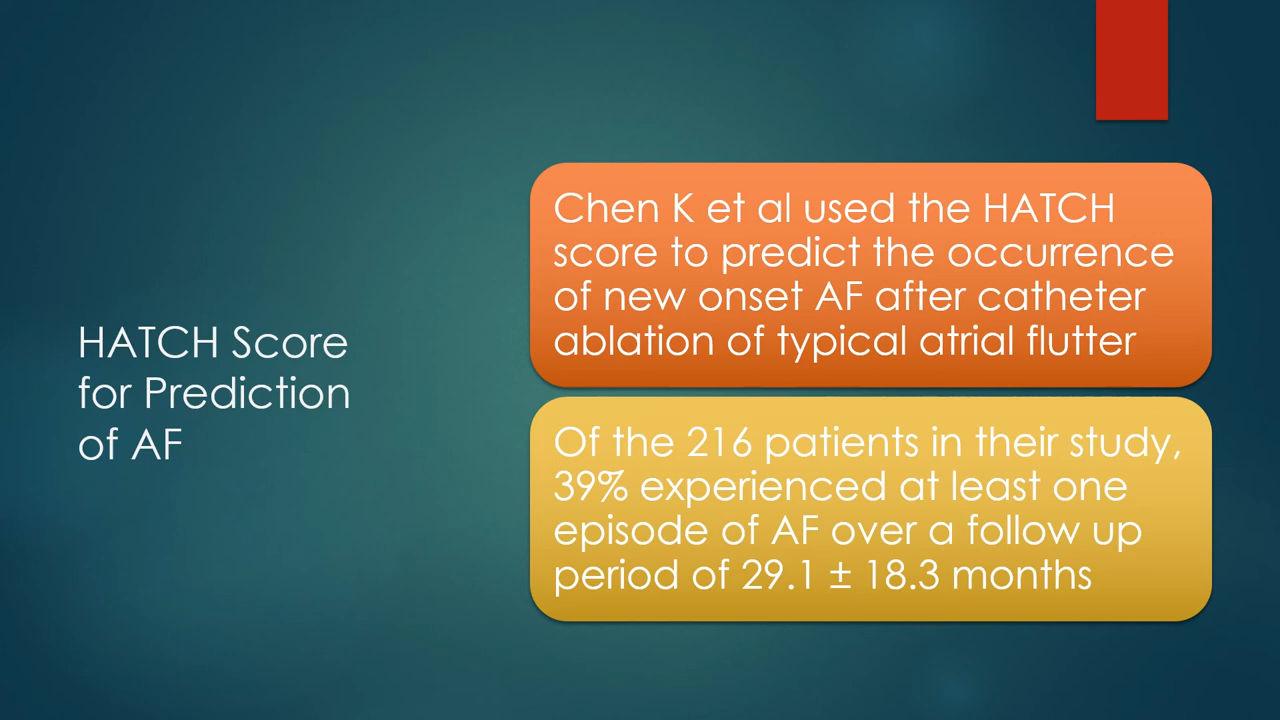 HATCH Score
for Prediction
of AF
Chen K et al used the HATCH
score to predict the occurrence
of new onset AF after catheter
ablation of typical atrial flutter
Of the 216 patients in their study,
39% experienced at least one
episode of AF over a follow up
period of 29.1 ± 18.3 months